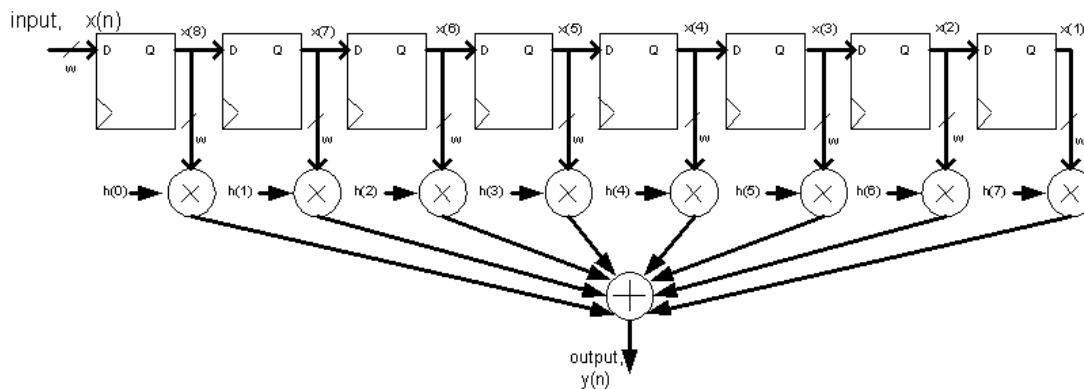 input, x(n)
x(8) x(7) x(6) x(5) x(4) x(3) x(2) x(1)
D Q D Q D Q D Q D Q D Q D Q D Q
w
w w w w w w w w
h(0) h(1) h(2) h(3) h(4) h(5) h(6) h(7)
output,
y(n)